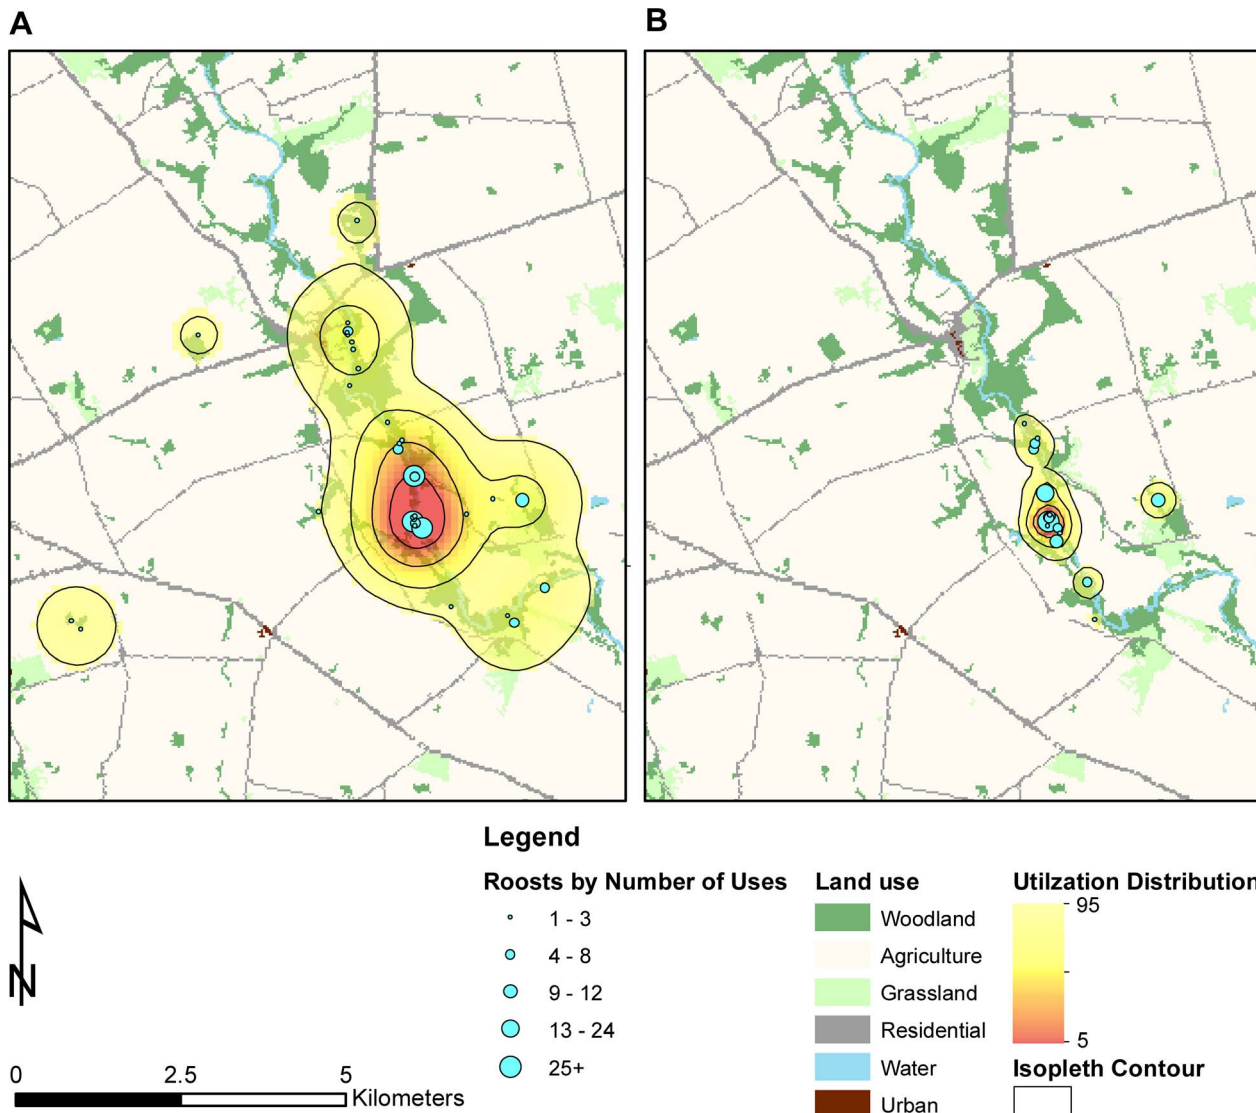 A
B
Legend
Roosts by Number of Uses
1 - 3
4 - 8
9 - 12
13 - 24
25+
Land use
Woodland
Agriculture
Grassland
Residential
Water
Urban
Utilzation Distribution
95
5
Isopleth Contour
N
0 2.5 5
Kilometers